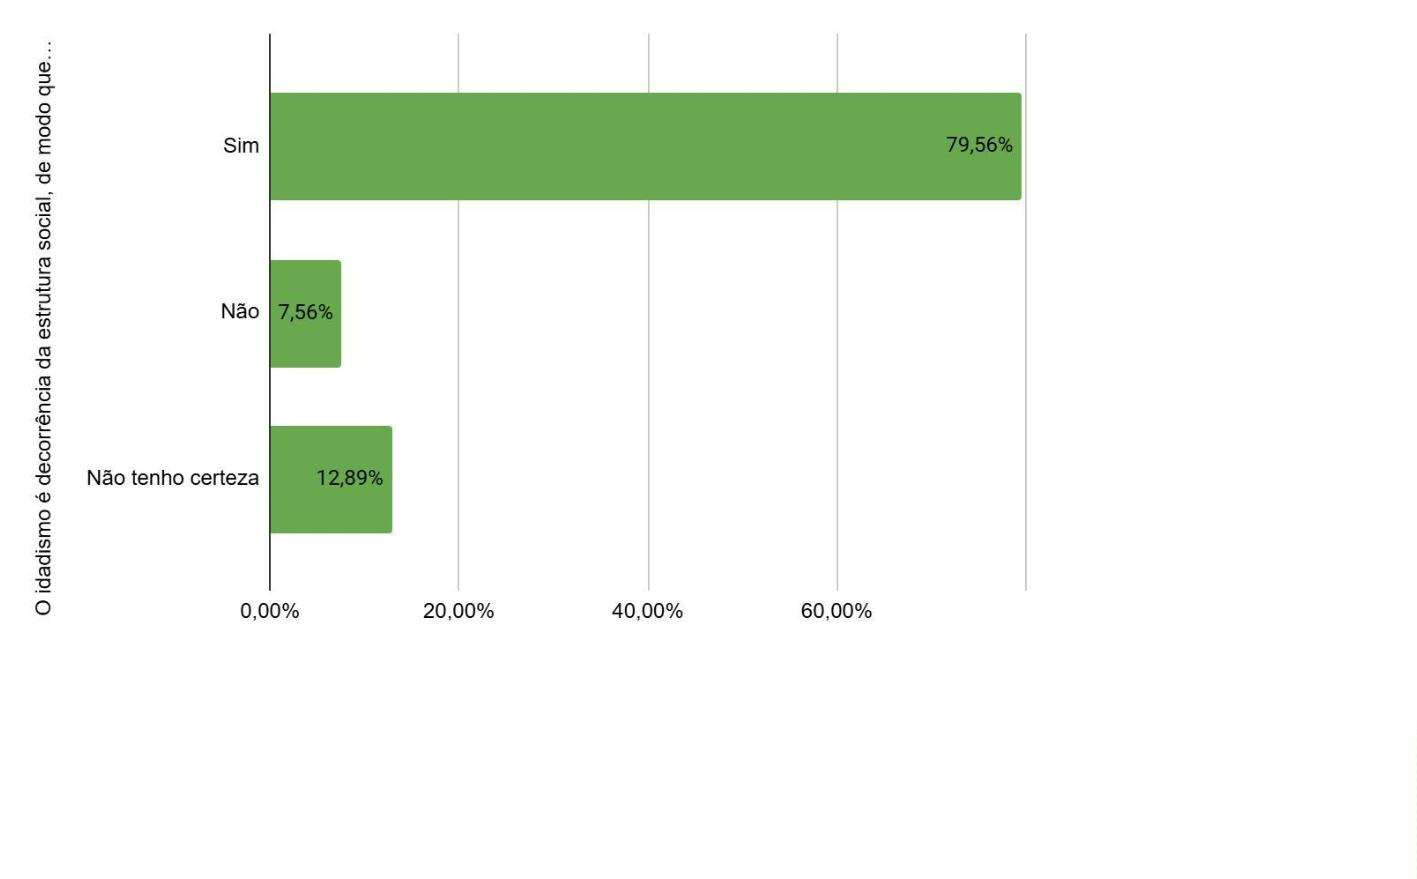 O idadismo é decorrência da estrutura social, de modo que…
Sim
79,56%
Não
7,56%
Não tenho certeza
12,89%
0,00%
20,00%
40,00%
60,00%